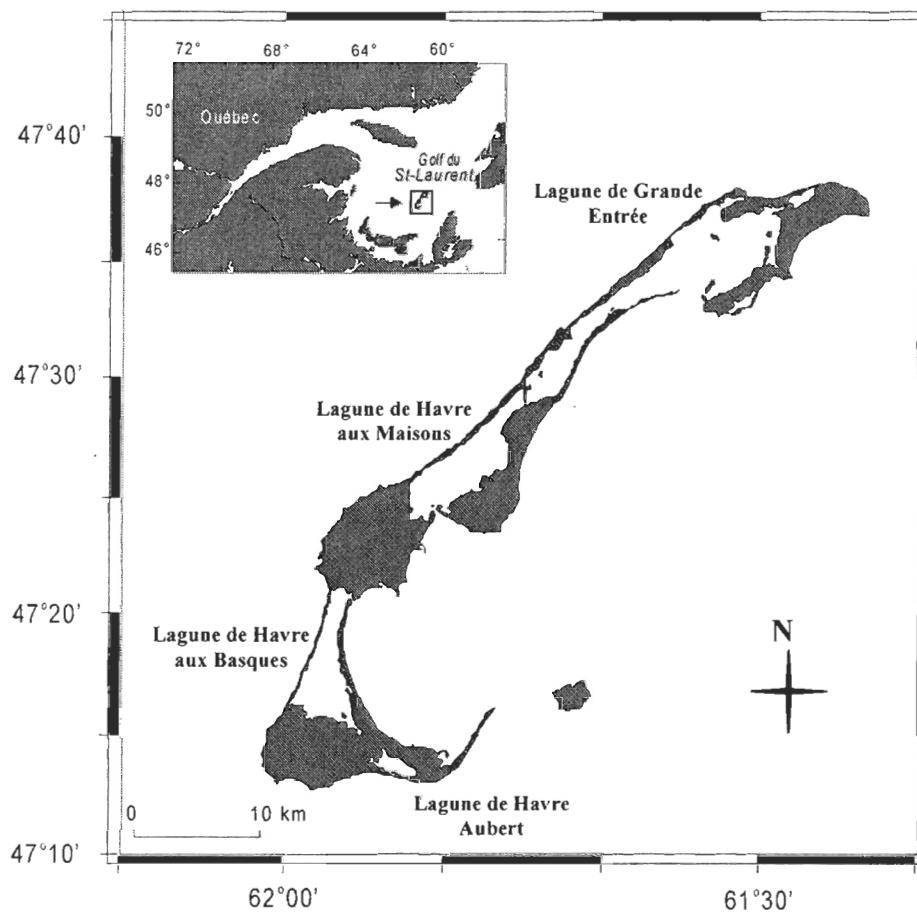 72° 68° 64° 60°
50°
Québec
47°40'
Golf du
St-Laurent
48°
Lagune de Grande
Entrée
46°
47°30'
Lagune de Havre
aux Maisons
47°20'
Lagune de Havre
aux Basques
N
0 10 km
Lagune de Havre
Aubert
47°10'
62°00' 61°30'